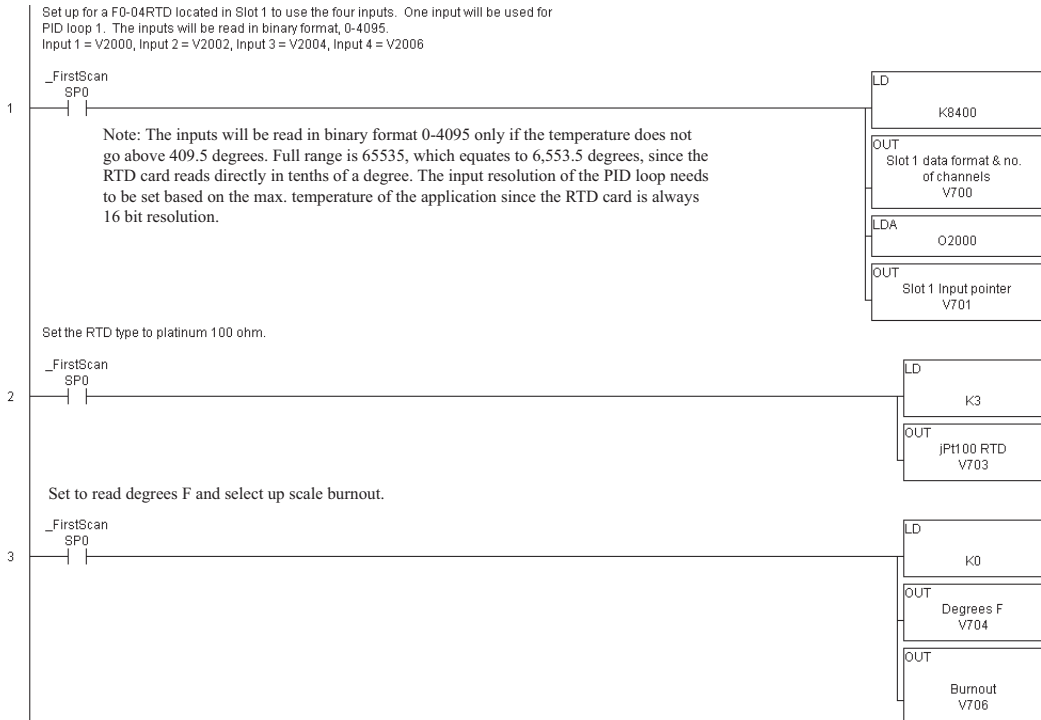 Set up for a F0-04RTD located in Slot 1 to use the four inputs.  One input will be used for
PID loop 1.  The inputs will be read in binary format, 0-4095.
Input 1 = V2000, Input 2 = V2002, Input 3 = V2004, Input 4 = V2006
_FirstScan
SP0
1
LD
K8400
OUT
Slot 1 data format & no.
of channels
V700
LDA
O2000
OUT
Slot 1 Input pointer
V701
Note: The inputs will be read in binary format 0-4095 only if the temperature does not
go above 409.5 degrees. Full range is 65535, which equates to 6,553.5 degrees, since the
RTD card reads directly in tenths of a degree. The input resolution of the PID loop needs
to be set based on the max. temperature of the application since the RTD card is always
16 bit resolution.
Set the RTD type to platinum 100 ohm.
_FirstScan
SP0
2
LD
K3
OUT
jPt100 RTD
V703
Set to read degrees F and select up scale burnout.
_FirstScan
SP0
3
LD
K0
OUT
Degrees F
V704
OUT
Burnout
V706